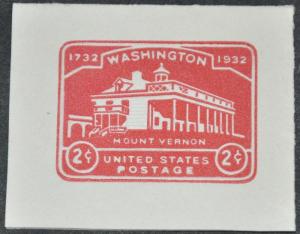 WASHINGTON
1732 1932
MOUNT VERNON
2¢ UNITED STATES 2¢
POSTAGE